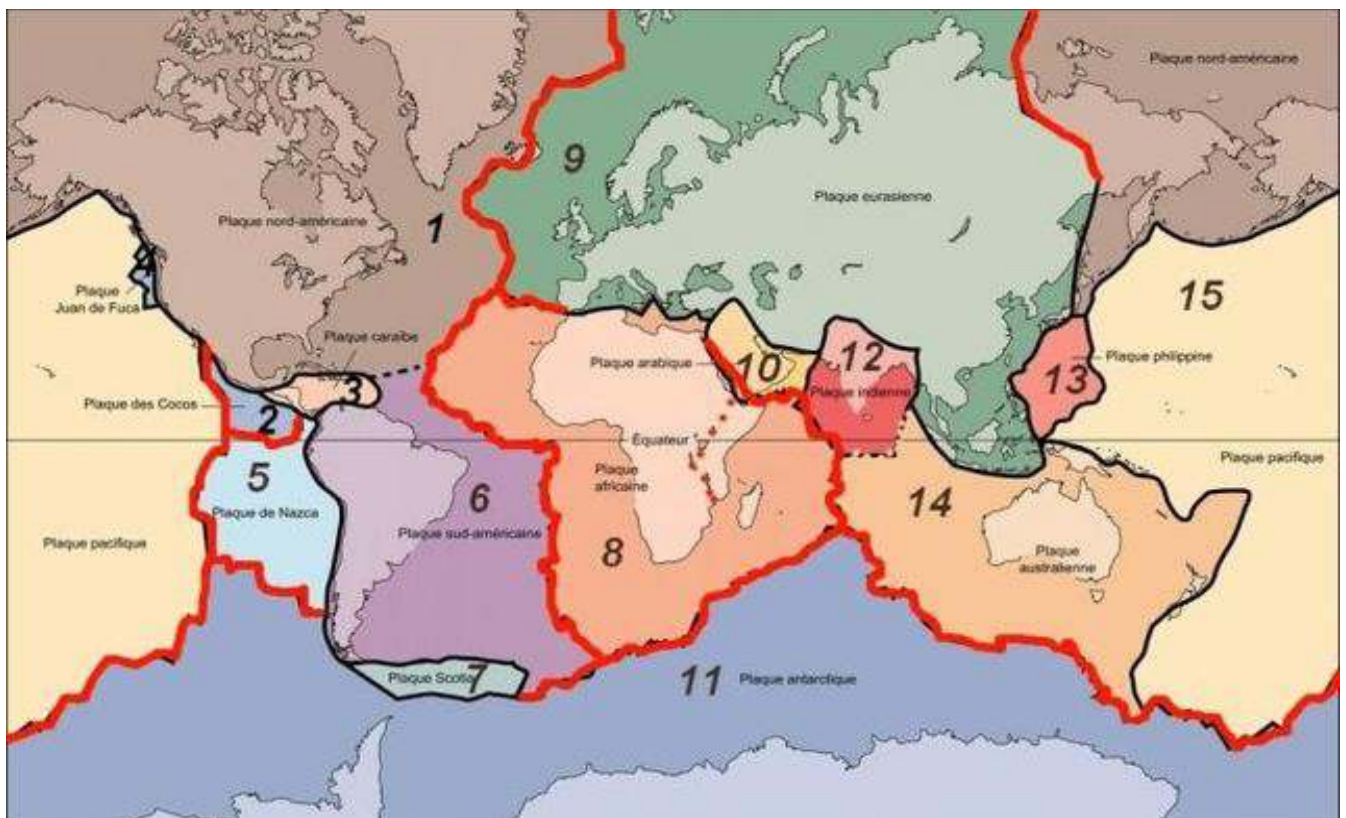 Plaque nord-américaine
9
Plaque nord-américaine
1
Plaque eurasienne
4
Plaque
Juan de Fuca
15
Plaque caraïbe
Plaque arabique
10
12
Plaque philippine
13
3
Plaque indienne
Plaque des Cocos
2
Équateur
Plaque pacifique
5
Plaque
africaine
6
14
Plaque de Nazca
Plaque sud-américaine
Plaque pacifique
8
Plaque
australienne
Plaque Scotia
7
11
Plaque antarctique